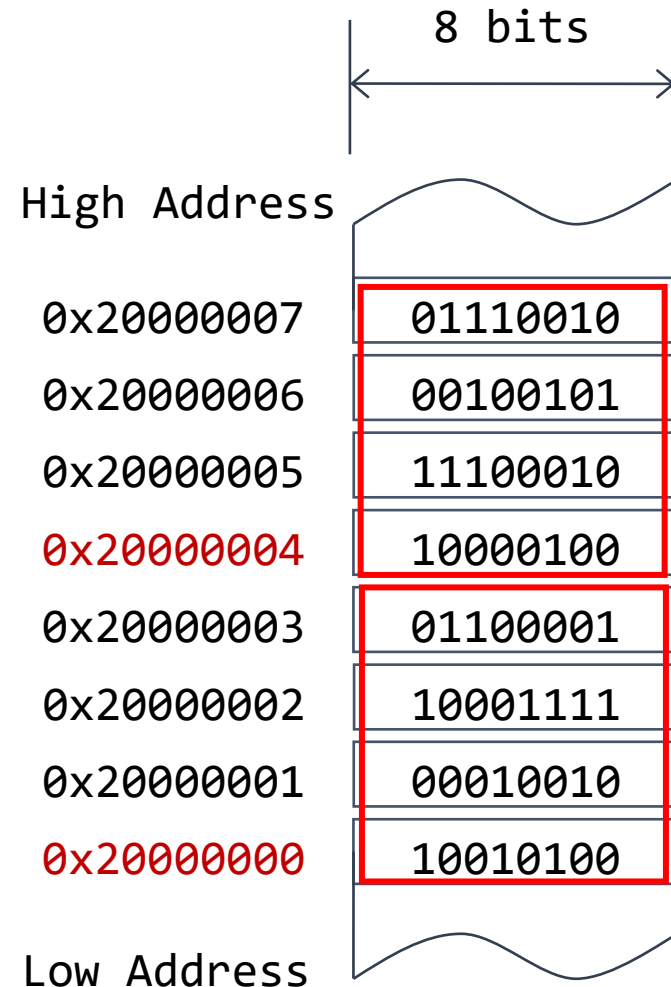 8 bits
High Address
0x20000007 01110010
0x20000006 00100101
0x20000005 11100010
0x20000004 10000100
0x20000003 01100001
0x20000002 10001111
0x20000001 00010010
0x20000000 10010100
Low Address